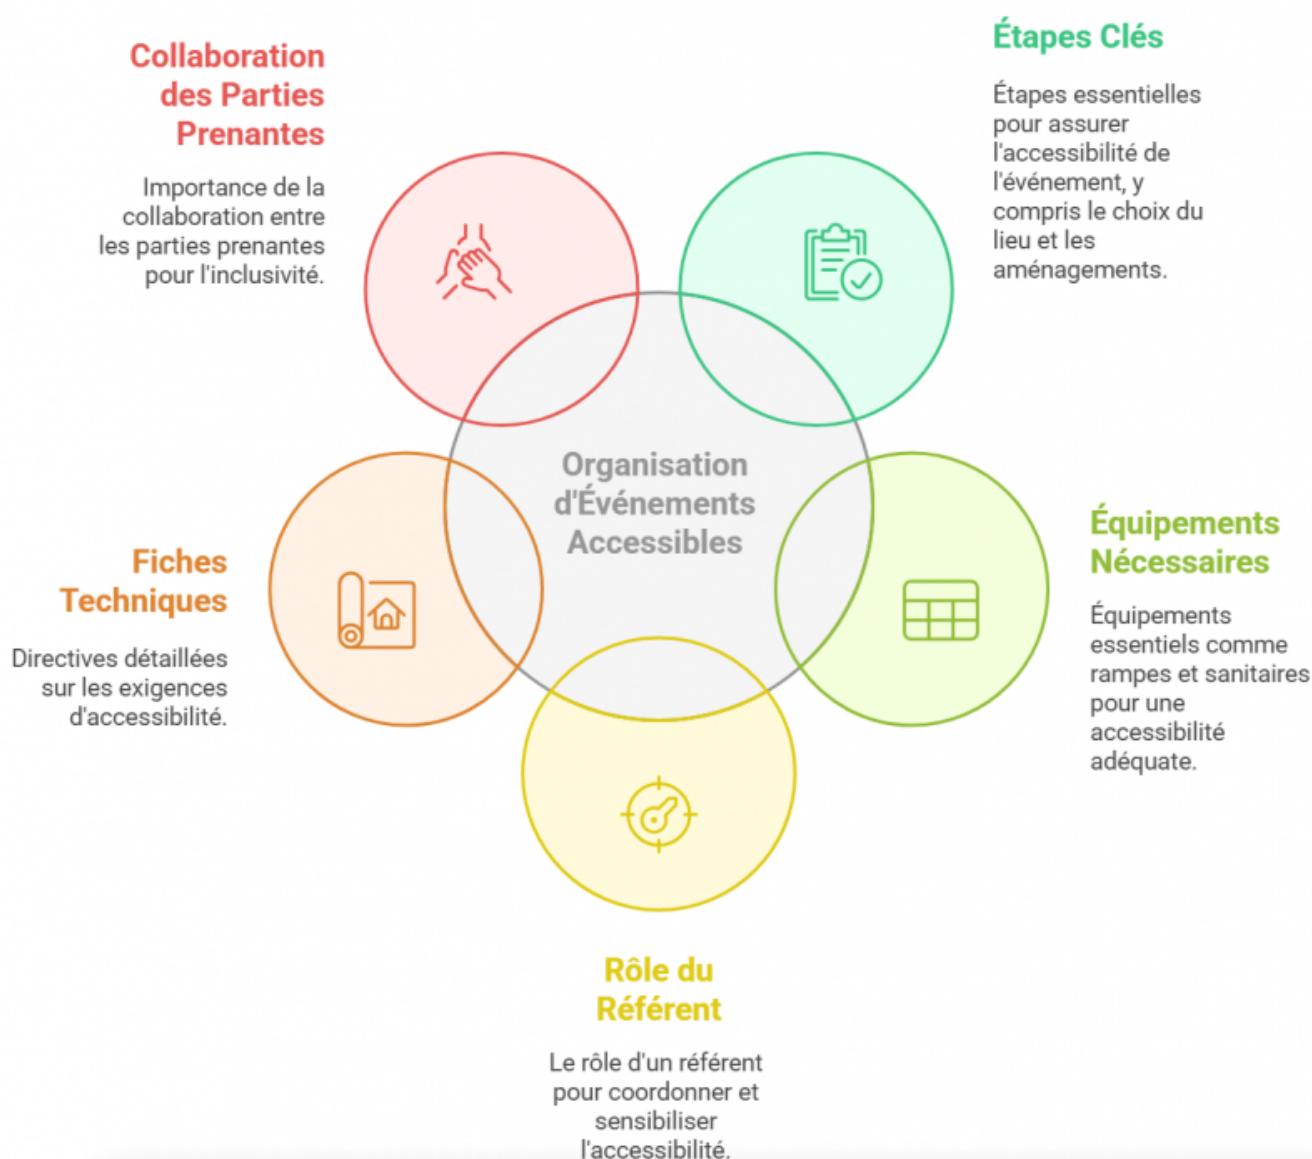 Collaboration
des Parties
Prenantes
Importance de la
collaboration entre
les parties prenantes
pour l'inclusivité.
Étapes Clés
Étapes essentielles
pour assurer
l'accessibilité de
l'événement, y
compris le choix du
lieu et les
aménagements.
Organisation
d'Événements
Accessibles
Fiches
Techniques
Directives détaillées
sur les exigences
d'accessibilité.
Équipements
Nécessaires
Équipements
essentiels comme
rampes et sanitaires
pour une
accessibilité
adéquate.
Rôle du
Référent
Le rôle d'un référent
pour coordonner et
sensibiliser
l'accessibilité.